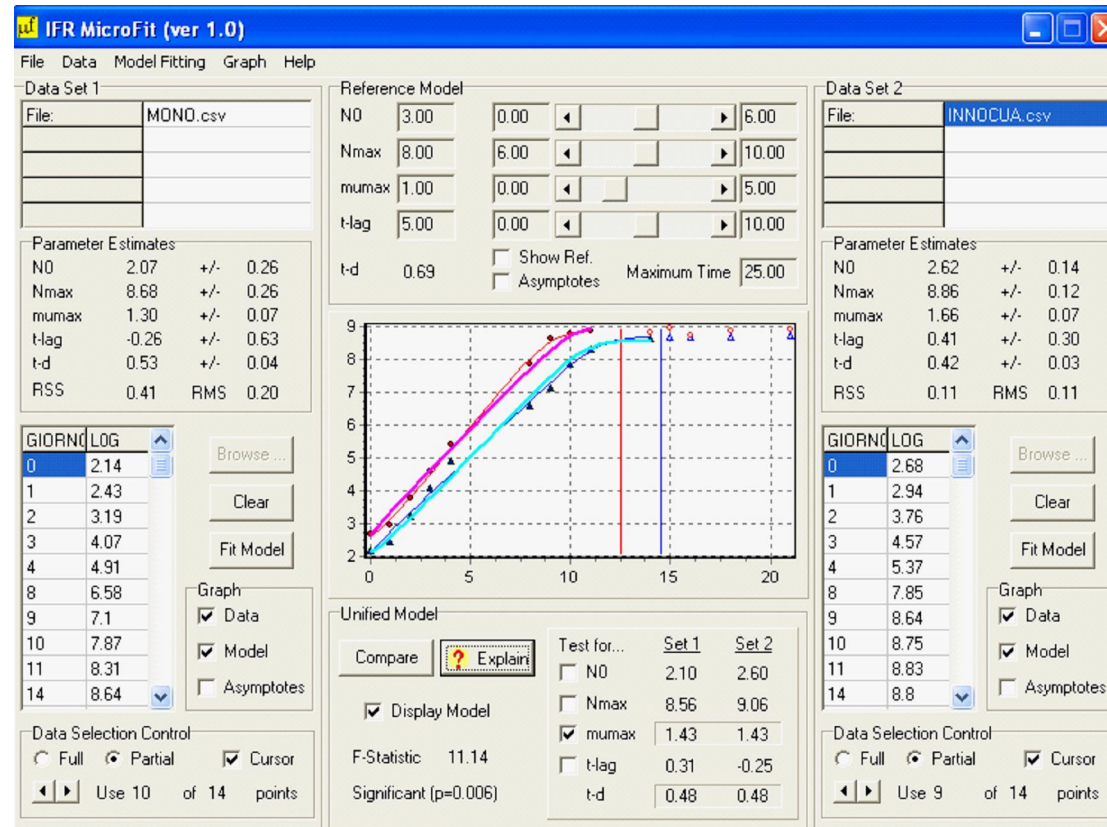 µf IFR MicroFit (ver 1.0)
File Data Model Fitting Graph Help
Data Set 1
File: MONO.csv
Parameter Estimates
N0 2.07 +/- 0.26
Nmax 8.68 +/- 0.26
mumax 1.30 +/- 0.07
t-lag -0.26 +/- 0.63
t-d 0.53 +/- 0.04
RSS 0.41 RMS 0.20
GIORNO LOG
0 2.14
1 2.43
2 3.19
3 4.07
4 4.91
8 6.58
9 7.1
10 7.87
11 8.31
14 8.64
Browse ...
Clear
Fit Model
Graph
Data
Model
Asymptotes
Data Selection Control
Full Partial Cursor
Use 10 of 14 points
Reference Model
N0 3.00 0.00 6.00
Nmax 8.00 6.00 10.00
mumax 1.00 0.00 5.00
t-lag 5.00 0.00 10.00
t-d 0.69 Show Ref. Asymptotes Maximum Time 25.00
9
8
7
6
5
4
3
2
0 5 10 15 20
Unified Model
Compare ? Explain
Display Model
F-Statistic 11.14
Significant (p=0.006)
Test for... Set 1 Set 2
N0 2.10 2.60
Nmax 8.56 9.06
mumax 1.43 1.43
t-lag 0.31 -0.25
t-d 0.48 0.48
Data Set 2
File: INNOCUA.csv
Parameter Estimates
N0 2.62 +/- 0.14
Nmax 8.86 +/- 0.12
mumax 1.66 +/- 0.07
t-lag 0.41 +/- 0.30
t-d 0.42 +/- 0.03
RSS 0.11 RMS 0.11
GIORNO LOG
0 2.68
1 2.94
2 3.76
3 4.57
4 5.37
8 7.85
9 8.64
10 8.75
11 8.83
14 8.8
Browse ...
Clear
Fit Model
Graph
Data
Model
Asymptotes
Data Selection Control
Full Partial Cursor
Use 9 of 14 points